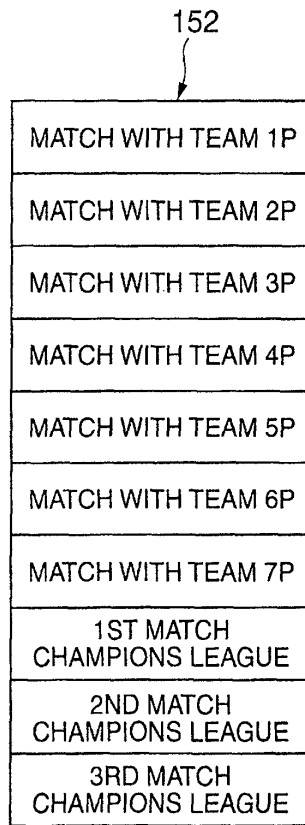 152
MATCH WITH TEAM 1P
MATCH WITH TEAM 2P
MATCH WITH TEAM 3P
MATCH WITH TEAM 4P
MATCH WITH TEAM 5P
MATCH WITH TEAM 6P
MATCH WITH TEAM 7P
1ST MATCH
CHAMPIONS LEAGUE
2ND MATCH
CHAMPIONS LEAGUE
3RD MATCH
CHAMPIONS LEAGUE